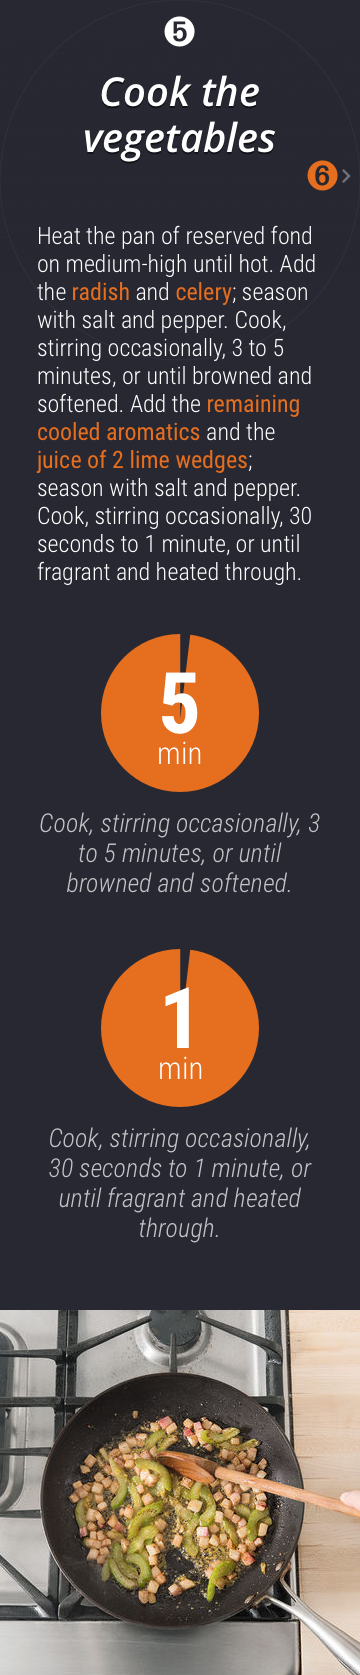 5
Cook the
vegetables
6 >
Heat the pan of reserved fond
on medium-high until hot. Add
the radish and celery; season
with salt and pepper. Cook,
stirring occasionally, 3 to 5
minutes, or until browned and
softened. Add the remaining
cooled aromatics and the
juice of 2 lime wedges;
season with salt and pepper.
Cook, stirring occasionally, 30
seconds to 1 minute, or until
fragrant and heated through.
5
min
Cook, stirring occasionally, 3
to 5 minutes, or until
browned and softened.
1
min
Cook, stirring occasionally,
30 seconds to 1 minute, or
until fragrant and heated
through.